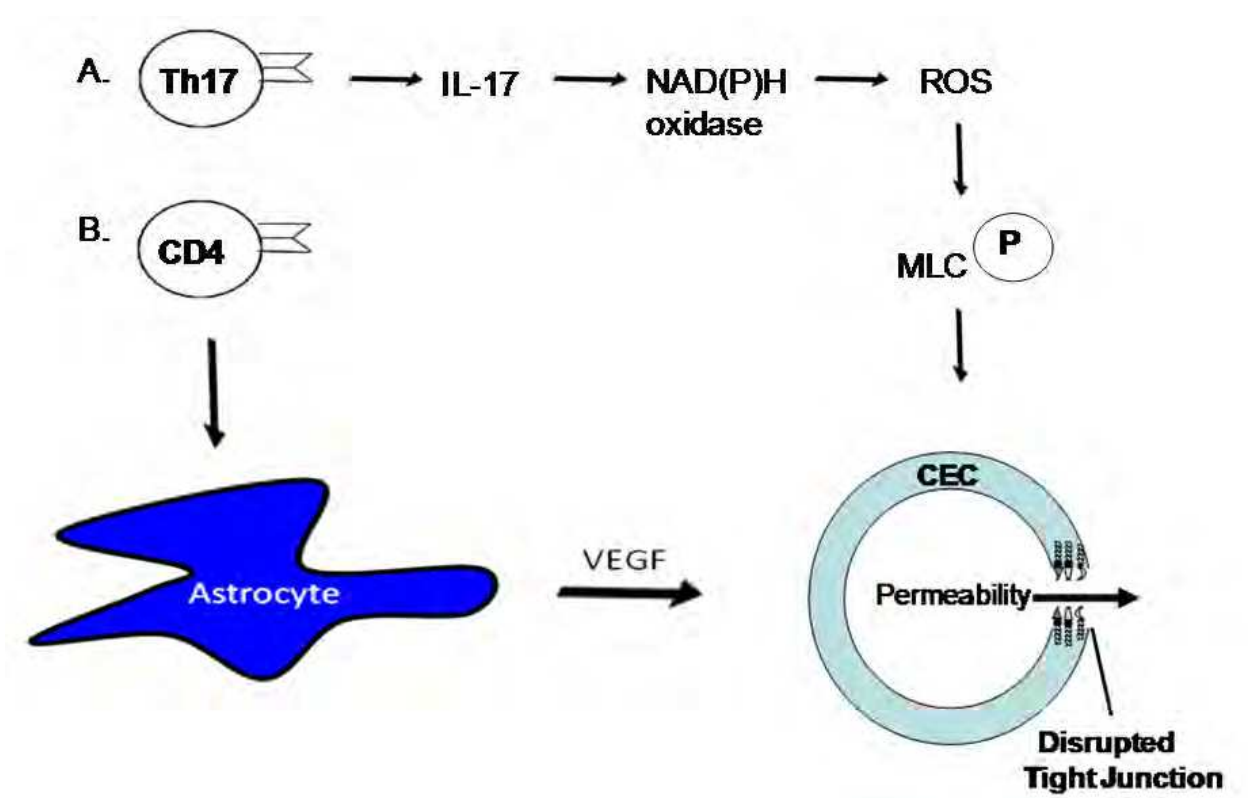 A.
Th17
IL-17
NAD(P)H
oxidase
ROS
B.
CD4
MLC
P
CEC
VEGF
Astrocyte
Permeability
Disrupted
Tight Junction